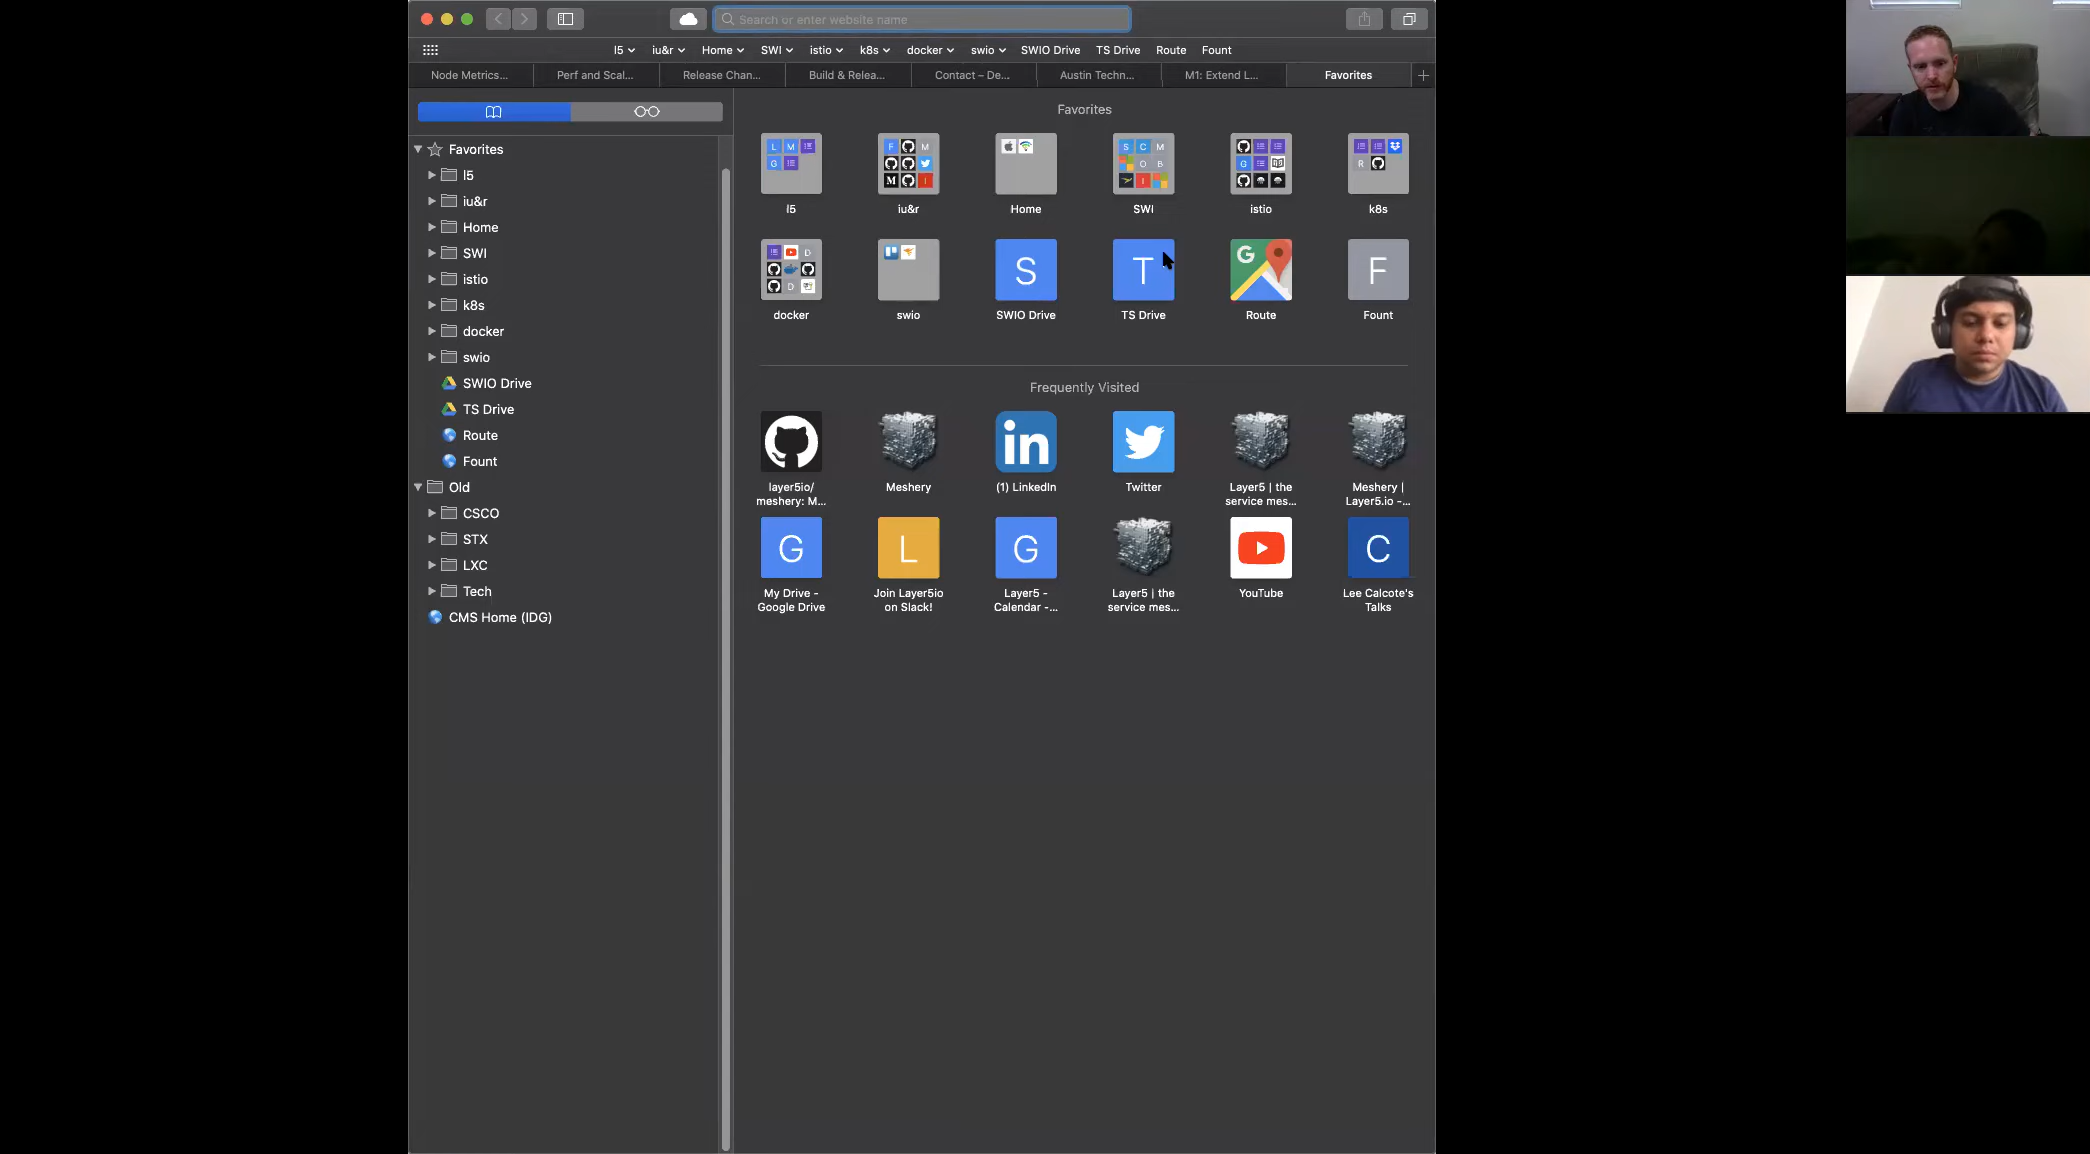 Search or enter website name
l5 iu&r Home SWI istio k8s docker swio SWIO Drive TS Drive Route Fount
Node Metrics... Perf and Scal... Release Chan... Build & Relea... Contact – De... Austin Techn... M1: Extend L... Favorites
Favorites
l5
iu&r
Home
SWI
istio
k8s
docker
swio
SWIO Drive
TS Drive
Route
Fount
Old
CSCO
STX
LXC
Tech
CMS Home (IDG)
Favorites
l5 iu&r Home SWI istio k8s
S T G F
docker swio SWIO Drive TS Drive Route Fount
Frequently Visited
in
layer5io/ Meshery (1) LinkedIn Twitter Layer5 | the Meshery |
meshery: M... service mes... Layer5.io -...
G L G C
My Drive - Join Layer5io Layer5 - Layer5 | the YouTube Lee Calcote's
Google Drive on Slack! Calendar -... service mes... Talks